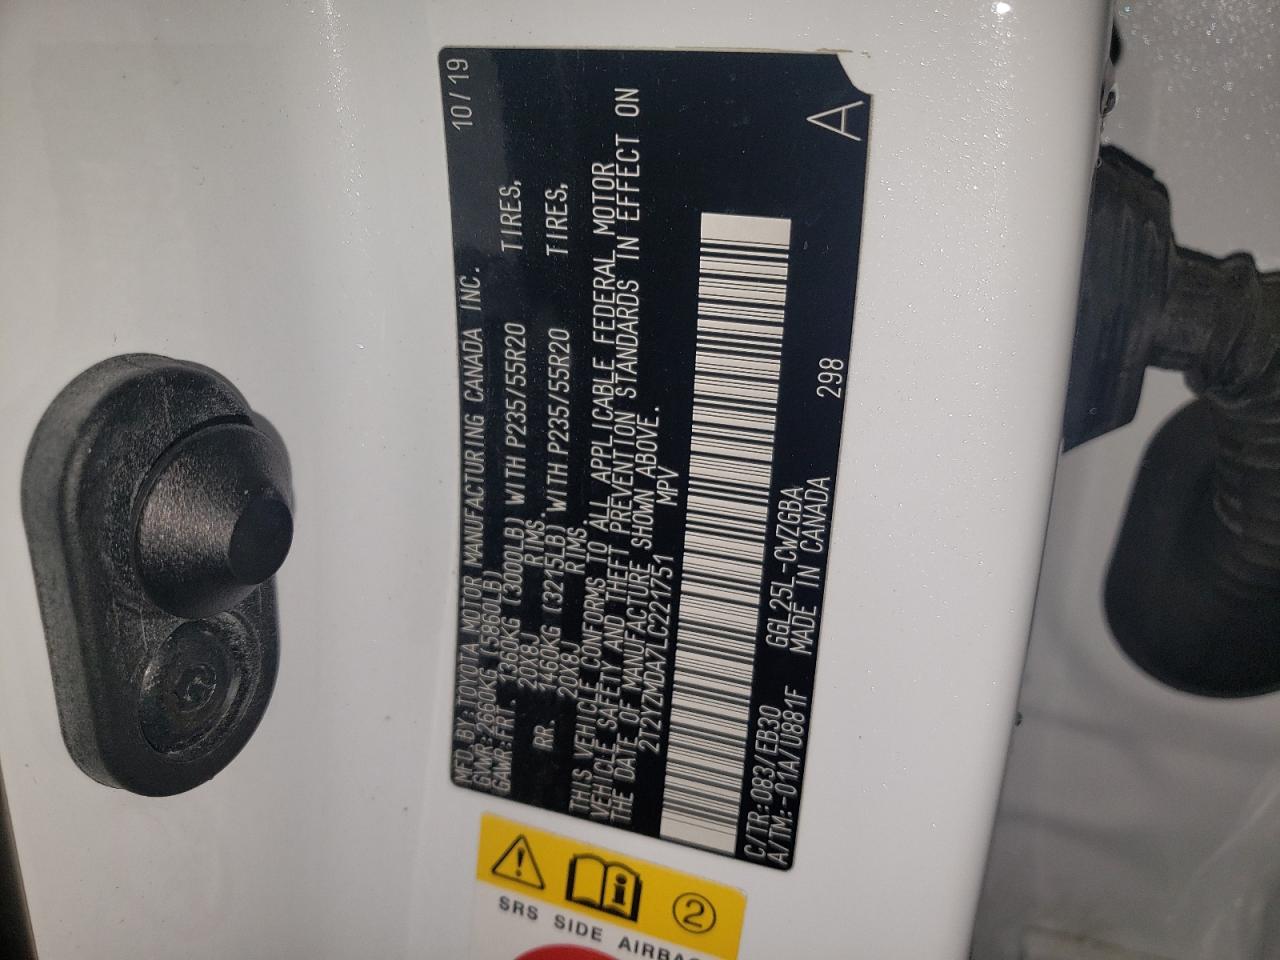 MFD. BY: TOYOTA MOTOR MANUFACTURING CANADA INC. 10/19
GVWR: 2660KG (5860LB)
GAWR: FRT. 1360KG (3000LB) WITH P235/55R20 TIRES,
20X8J RIMS.
RR. 1460KG (3215LB) WITH P235/55R20 TIRES,
20X8J RIMS.
THIS VEHICLE CONFORMS TO ALL APPLICABLE FEDERAL MOTOR
VEHICLE SAFETY AND THEFT PREVENTION STANDARDS IN EFFECT ON
THE DATE OF MANUFACTURE SHOWN ABOVE.
2T2YZMDA7LC221751 MPV
C/TR: 083/EB30 GGL25L-CWZGBA
A/TM: -01A/U881F MADE IN CANADA 298
A
2
SRS SIDE AIRBAG